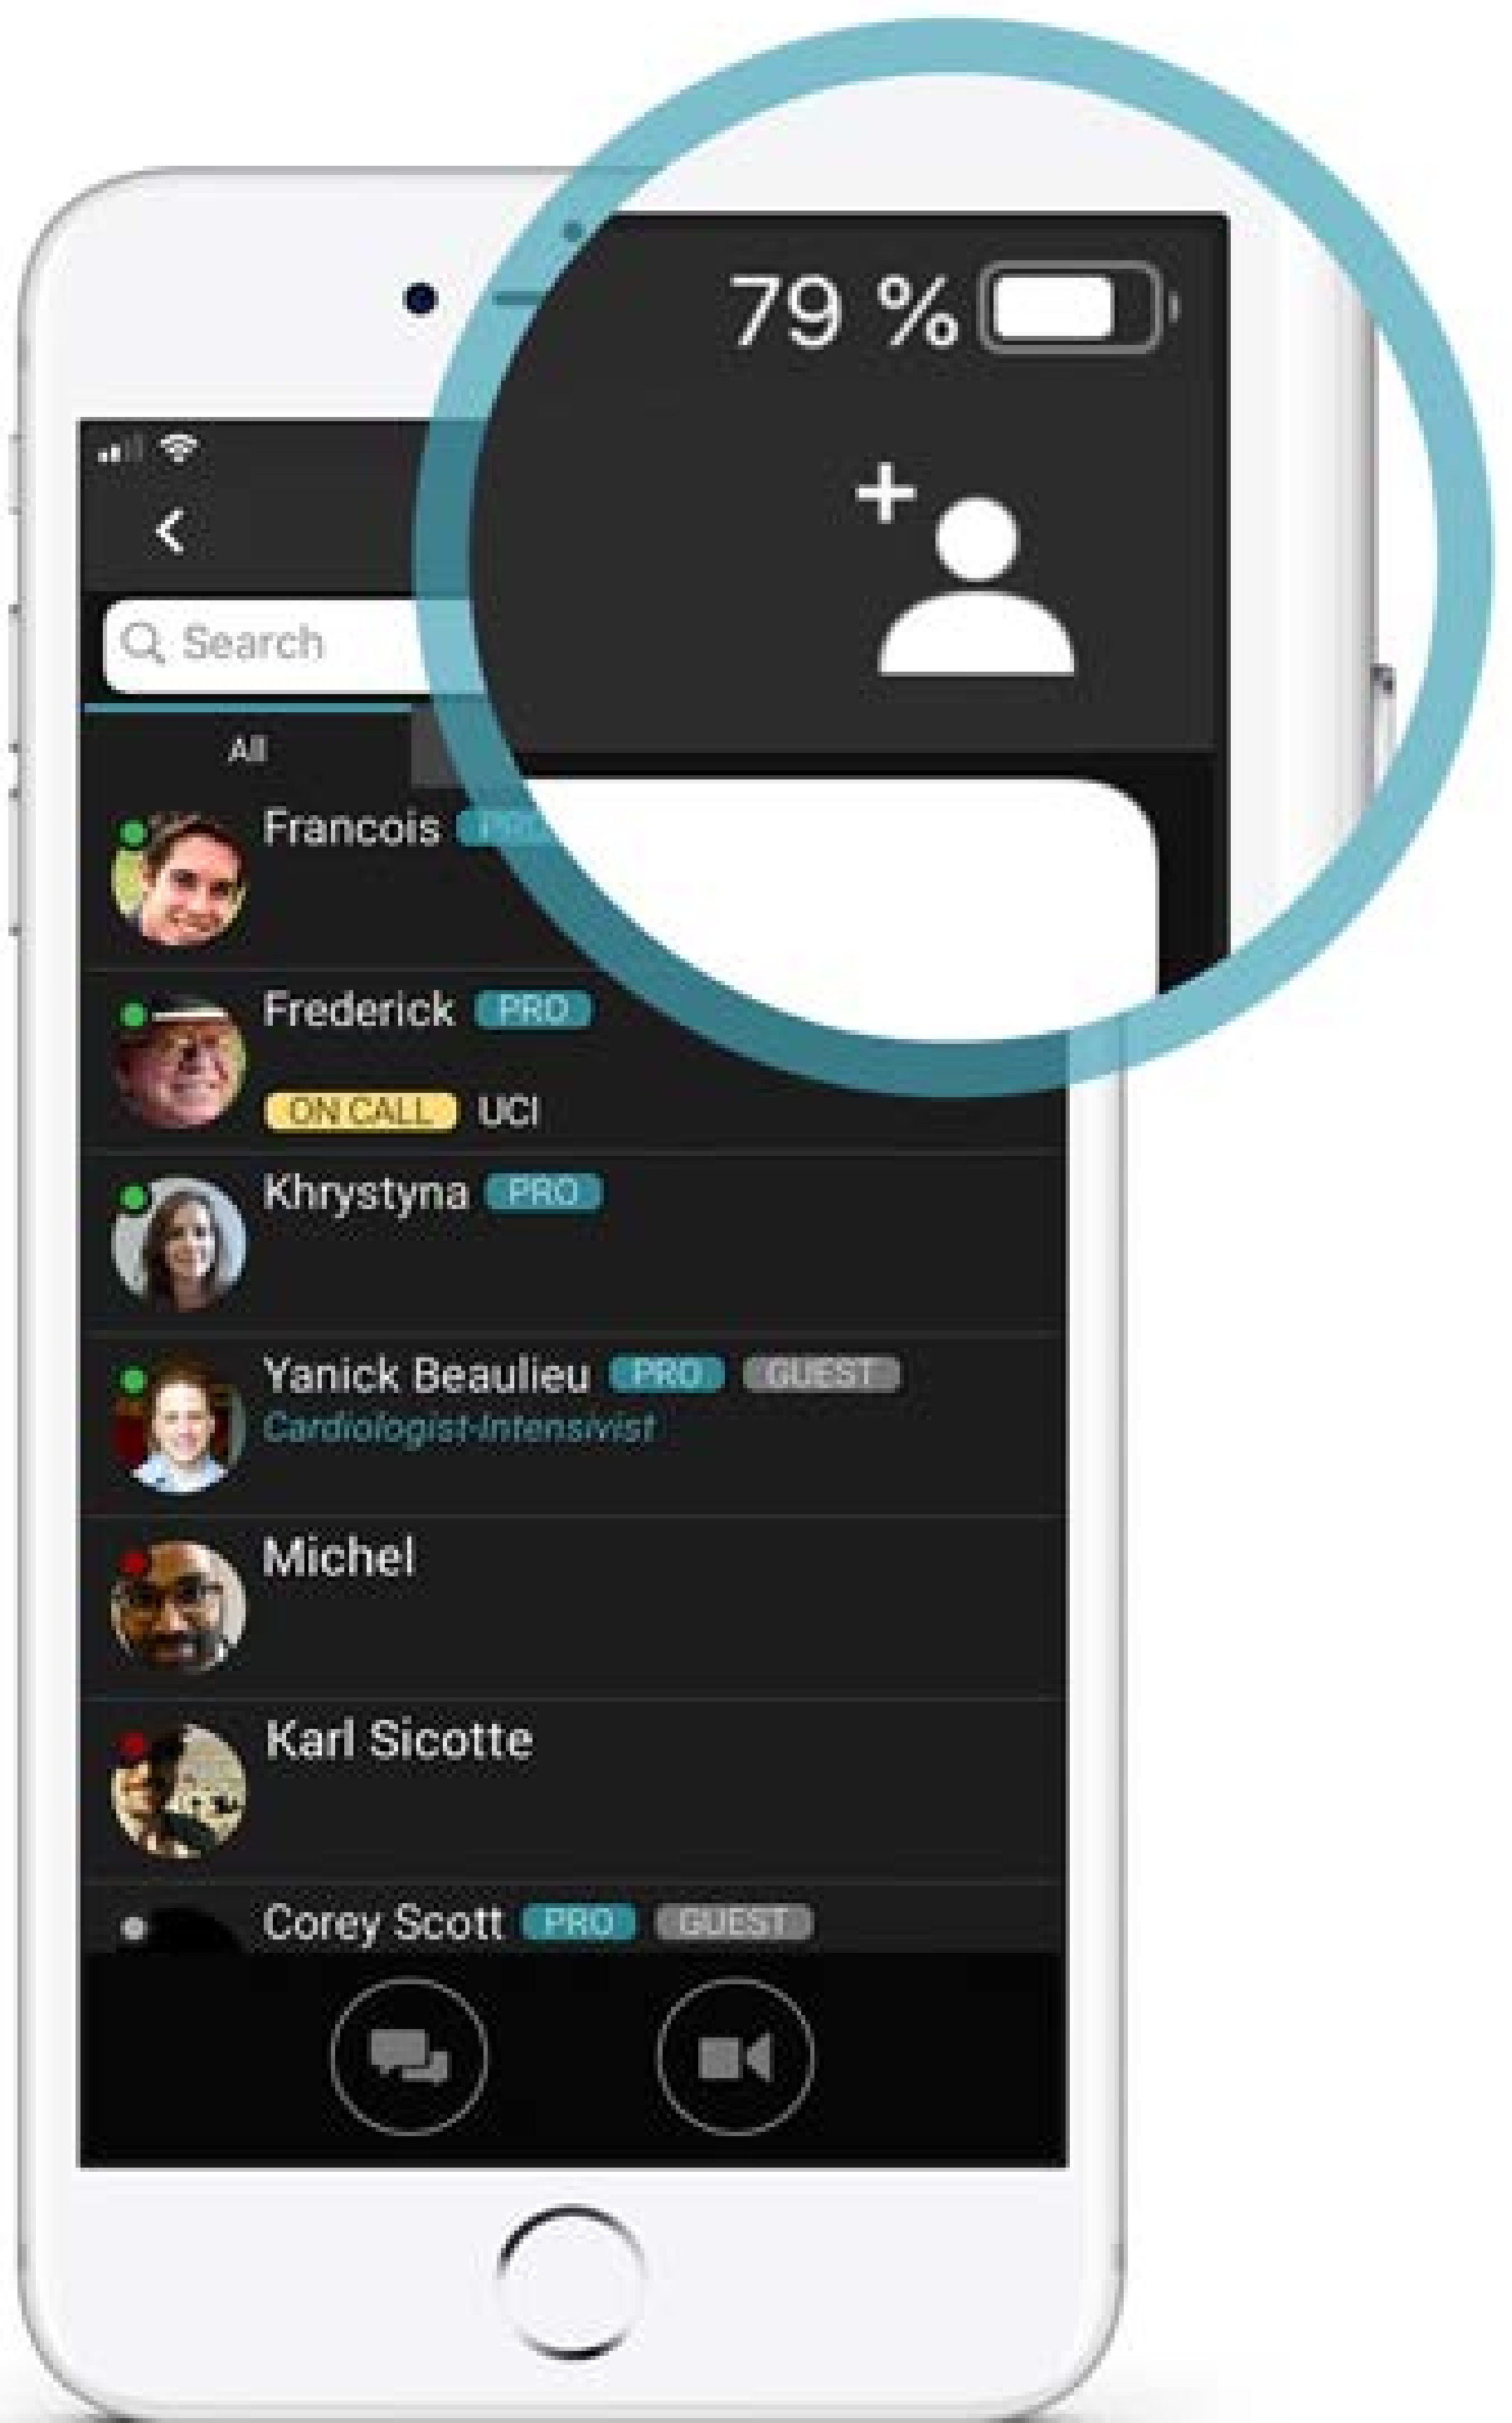 79 %
Search
All
Francois PRO
Frederick PRO
ON CALL UCI
Khrystyna PRO
Yanick Beaulieu PRO GUEST
Cardiologist-Intensivist
Michel
Karl Sicotte
Corey Scott PRO GUEST